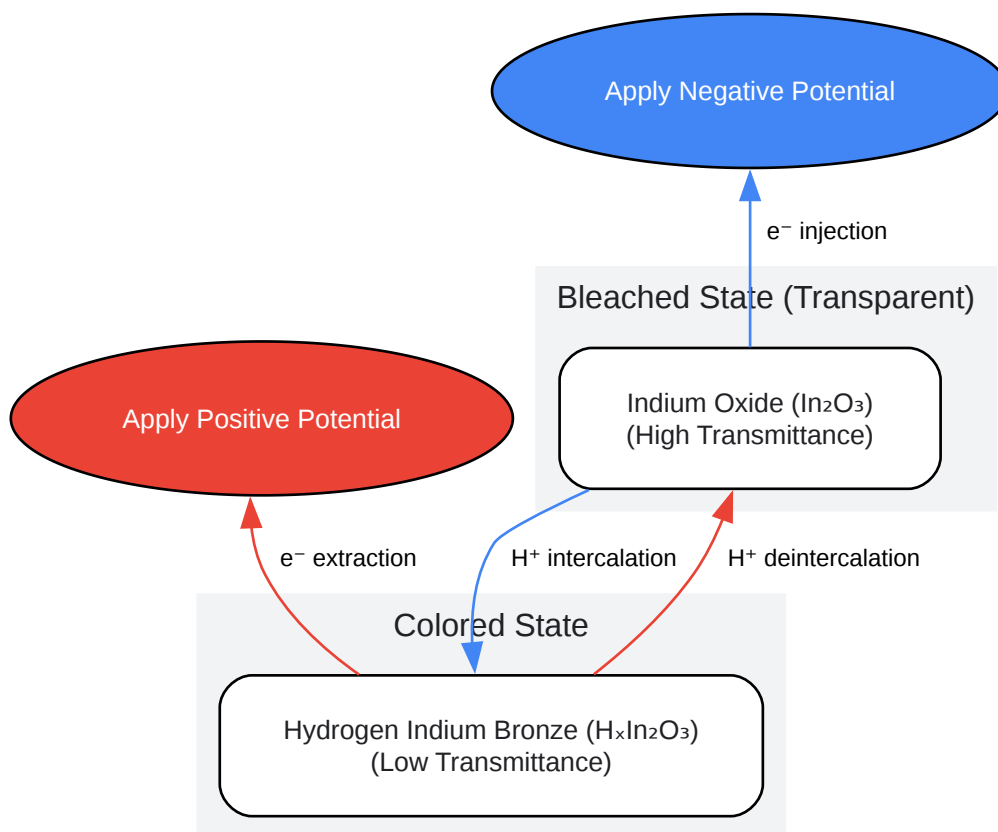 Apply Negative Potential
e⁻ injection
Bleached State (Transparent)
Indium Oxide (In₂O₃)
(High Transmittance)
Apply Positive Potential
e⁻ extraction
H⁺ intercalation
H⁺ deintercalation
Colored State
Hydrogen Indium Bronze (HₓIn₂O₃)
(Low Transmittance)